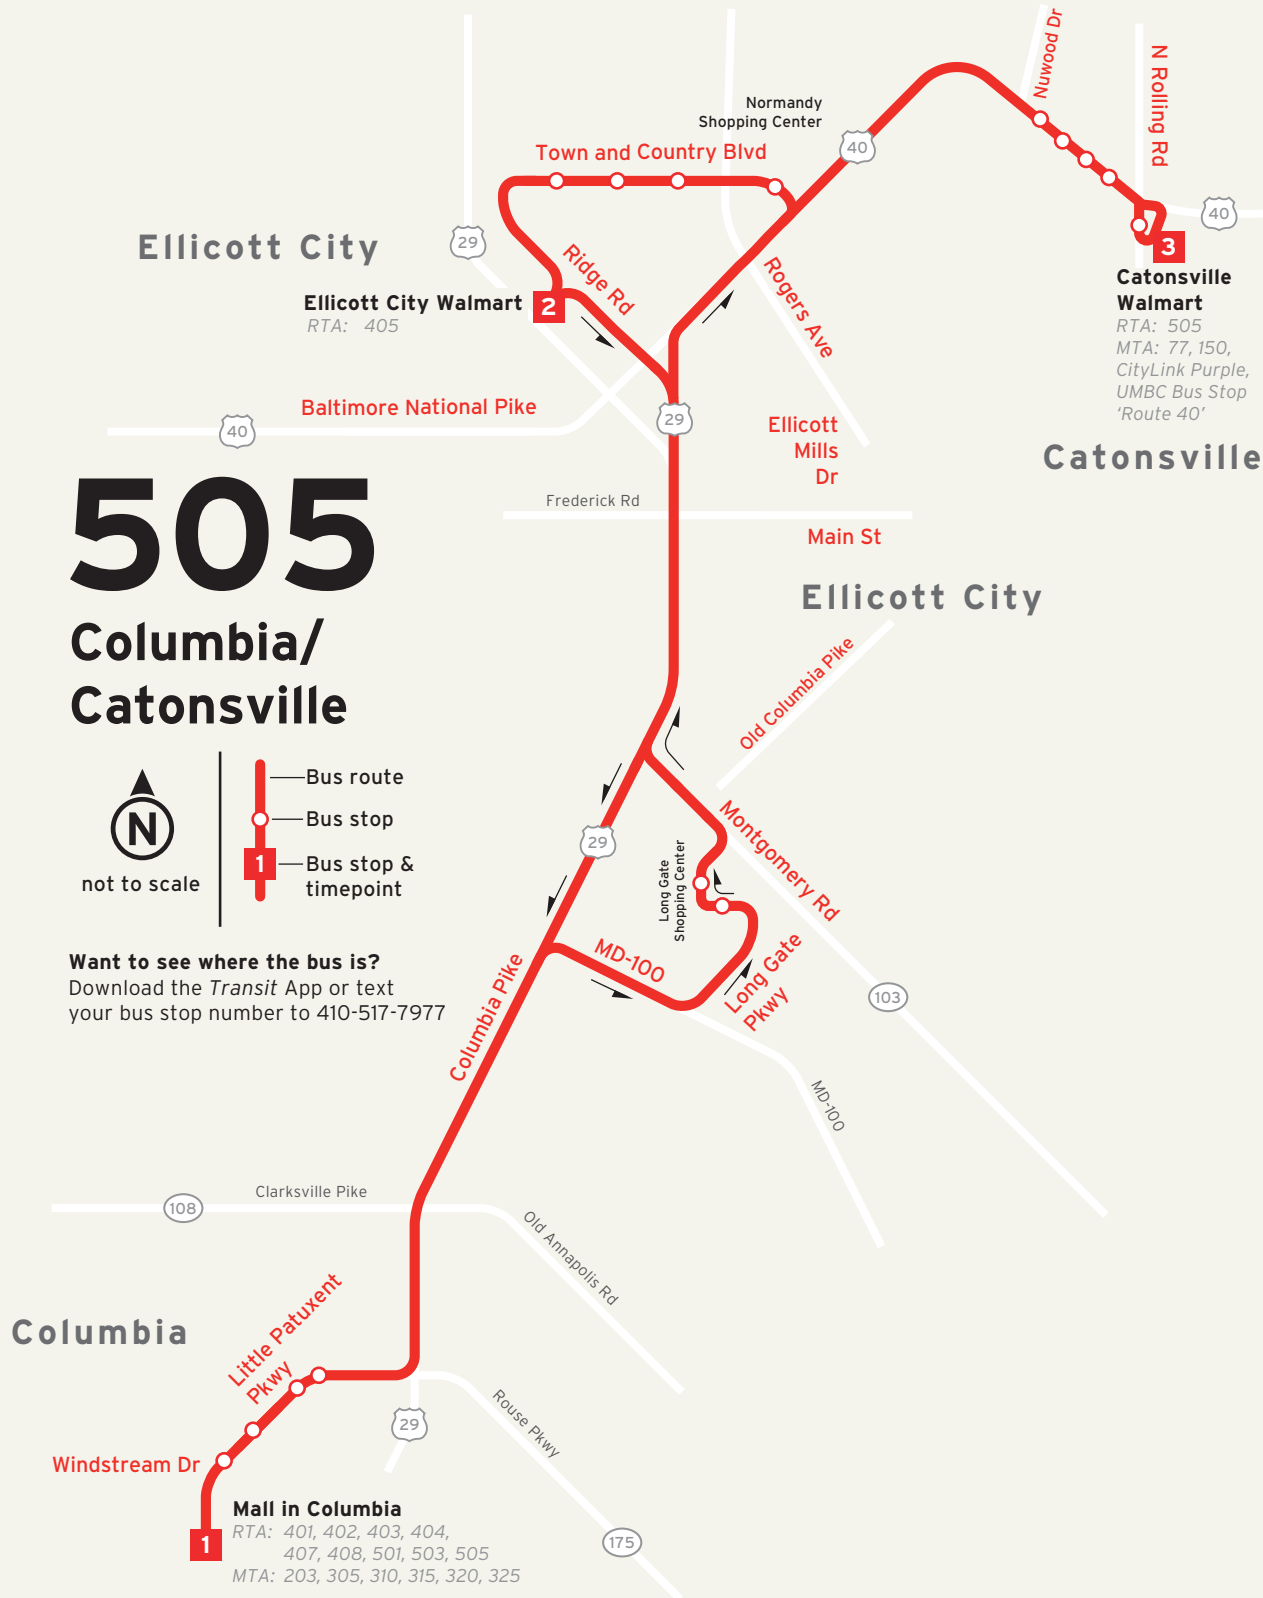 Nuwood Dr
N Rolling Rd
Normandy
Shopping Center
40
Town and Country Blvd
40
Ellicott City
29
Ridge Rd
Rogers Ave
3
Catonsville
Walmart
RTA: 505
MTA: 77, 150,
CityLink Purple,
UMBC Bus Stop
‘Route 40’
Ellicott City Walmart
2
RTA: 405
Baltimore National Pike
40
29
Ellicott
Mills
Dr
Catonsville
Frederick Rd
Main St
505
Columbia/
Catonsville
Ellicott City
Old Columbia Pike
N
not to scale
Bus route
Bus stop
1
Bus stop &
timepoint
29
Montgomery Rd
Long Gate
Shopping Center
MD-100
Long Gate
Pkwy
103
Want to see where the bus is?
Download the Transit App or text
your bus stop number to 410-517-7977
Columbia Pike
MD-100
Clarksville Pike
108
Old Annapolis Rd
Columbia
Little Patuxent
Pkwy
29
Rouse Pkwy
Windstream Dr
175
1
Mall in Columbia
RTA: 401, 402, 403, 404,
407, 408, 501, 503, 505
MTA: 203, 305, 310, 315, 320, 325